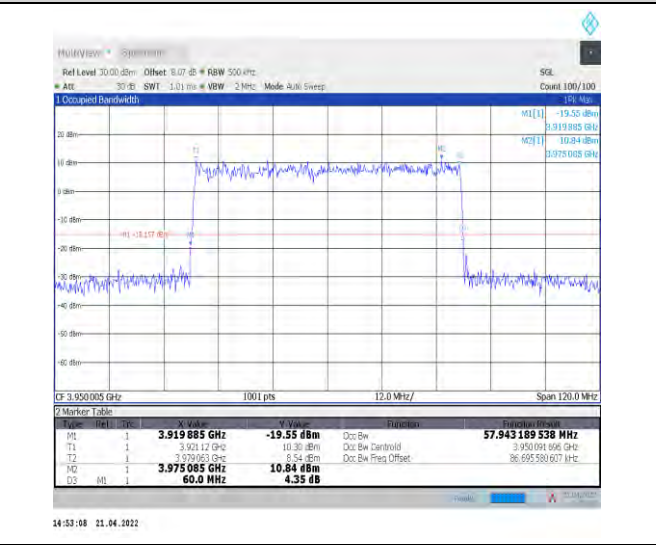 MultiView Spectrum
Ref Level 30.00 dBm Offset 8.07 dB RBW 500 kHz SGL
Att 30 dB SWT 1.01 ms VBW 2 MHz Mode Auto Sweep Count 100/100
1 Occupied Bandwidth 1Pk Max
M1[1] -19.55 dBm
3.919885 GHz
M2[1] 10.84 dBm
20 dBm
M2
T1
10 dBm
0 dBm
-10 dBm
-20 dBm
-30 dBm
-40 dBm
-50 dBm
-60 dBm
CF 3.950005 GHz 1001 pts 12.0 MHz/ Span 120.0 MHz
2 Marker Table
Type Ref Trc X-Value Y-Value Function Function Result
M1 1 3.919885 GHz -19.55 dBm Occ Bw 57.943189538 MHz
T1 1 3.92112 GHz 10.30 dBm Occ Bw Centroid 3.950091696 GHz
T2 1 3.979063 GHz 8.54 dBm Occ Bw Freq Offset 86.695580607 kHz
M2 1 3.975085 GHz 10.84 dBm
D3 M1 1 60.0 MHz 4.35 dB
14:53:08 21.04.2022